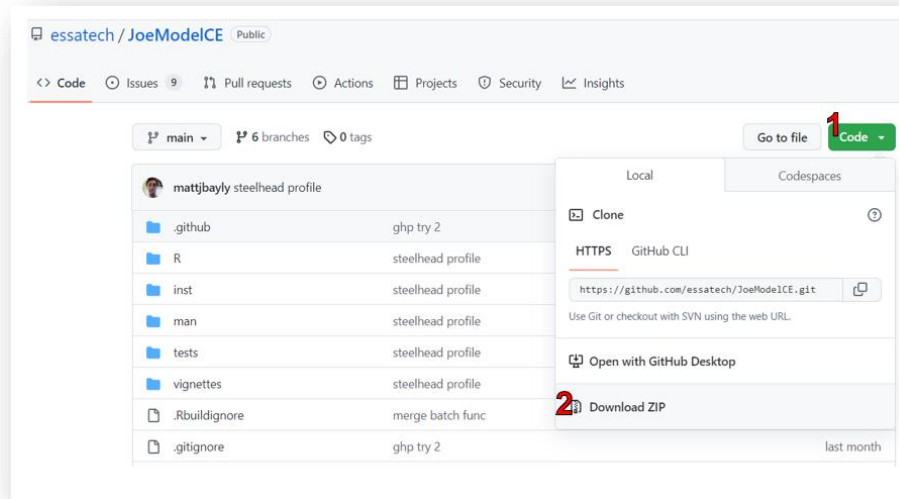 essatech / JoeModelCE Public
<> Code Issues 9 Pull requests Actions Projects Security Insights
main 6 branches 0 tags Go to file 1 Code
mattjbayly steelhead profile
.github ghp try 2
R steelhead profile
inst steelhead profile
man steelhead profile
tests steelhead profile
vignettes steelhead profile
.Rbuildignore merge batch func
.gitignore ghp try 2 last month
Local Codespaces
Clone
HTTPS GitHub CLI
https://github.com/essatech/JoeModelCE.git
Use Git or checkout with SVN using the web URL.
Open with GitHub Desktop
2 Download ZIP